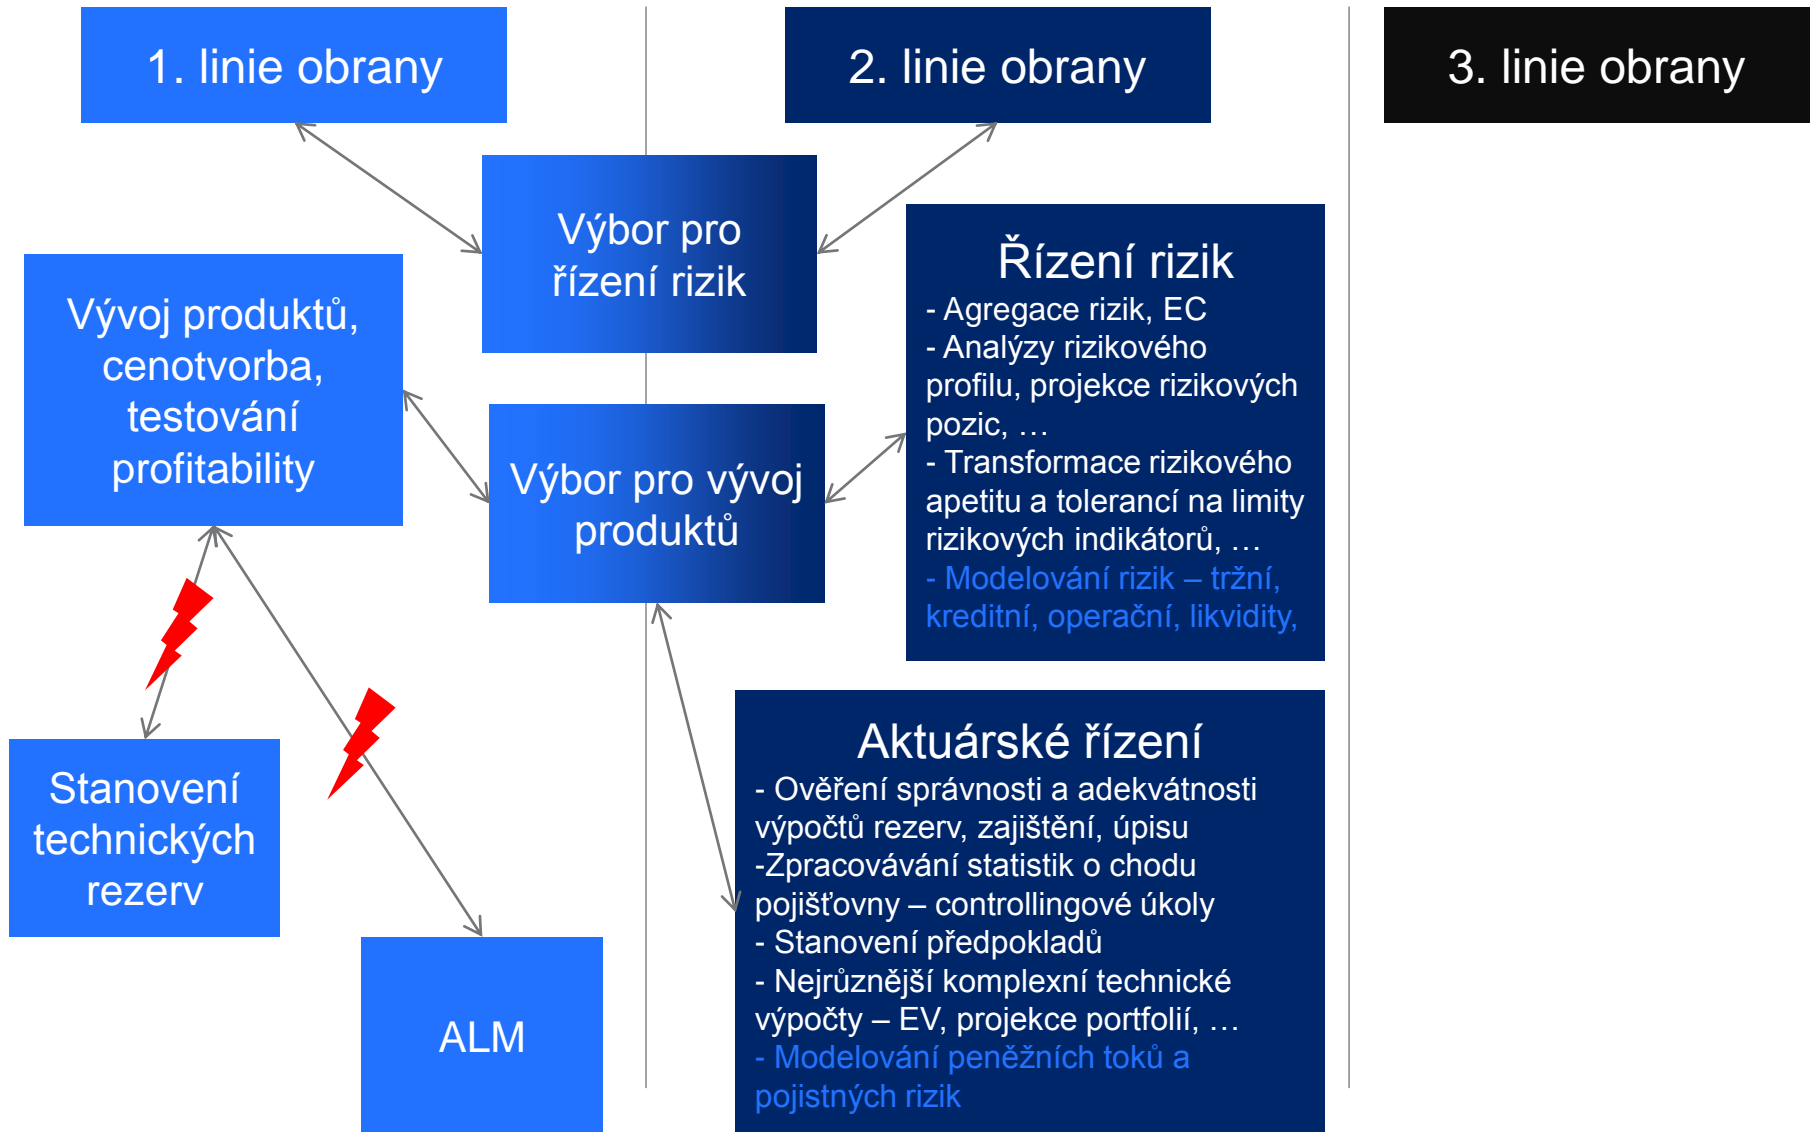 1. linie obrany
2. linie obrany
3. linie obrany
Výbor pro
řízení rizik
Vývoj produktů,
cenotvorba,
testování
profitability
Výbor pro vývoj
produktů
Řízení rizik
- Agregace rizik, EC
- Analýzy rizikového
profilu, projekce rizikových
pozic, …
- Transformace rizikového
apetitu a tolerancí na limity
rizikových indikátorů, …
- Modelování rizik – tržní,
kreditní, operační, likvidity,
Stanovení
technických
rezerv
ALM
Aktuárské řízení
- Ověření správnosti a adekvátnosti
výpočtů rezerv, zajištění, úpisu
-Zpracovávání statistik o chodu
pojišťovny – controllingové úkoly
- Stanovení předpokladů
- Nejrůznější komplexní technické
výpočty – EV, projekce portfolií, …
- Modelování peněžních toků a
pojistných rizik